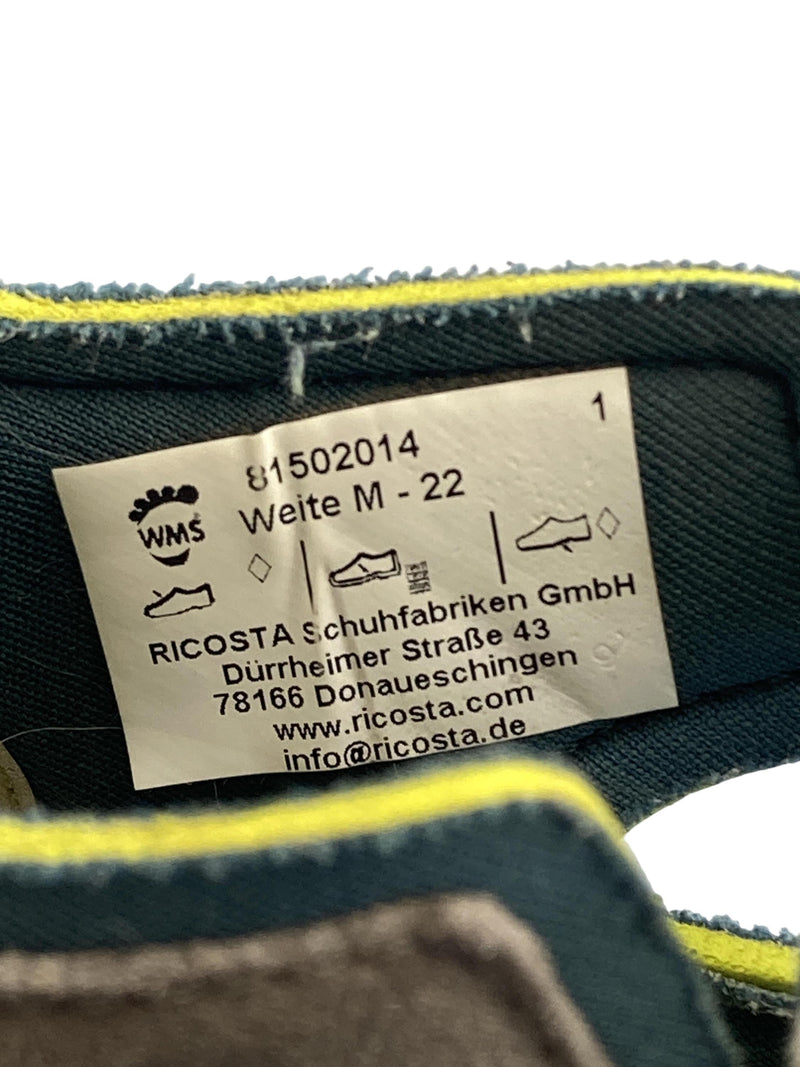 1
81502014
WMS
Weite M - 22
RICOSTA Schuhfabriken GmbH
Dürrheimer Straße 43
78166 Donaueschingen
www.ricosta.com
info@ricosta.de